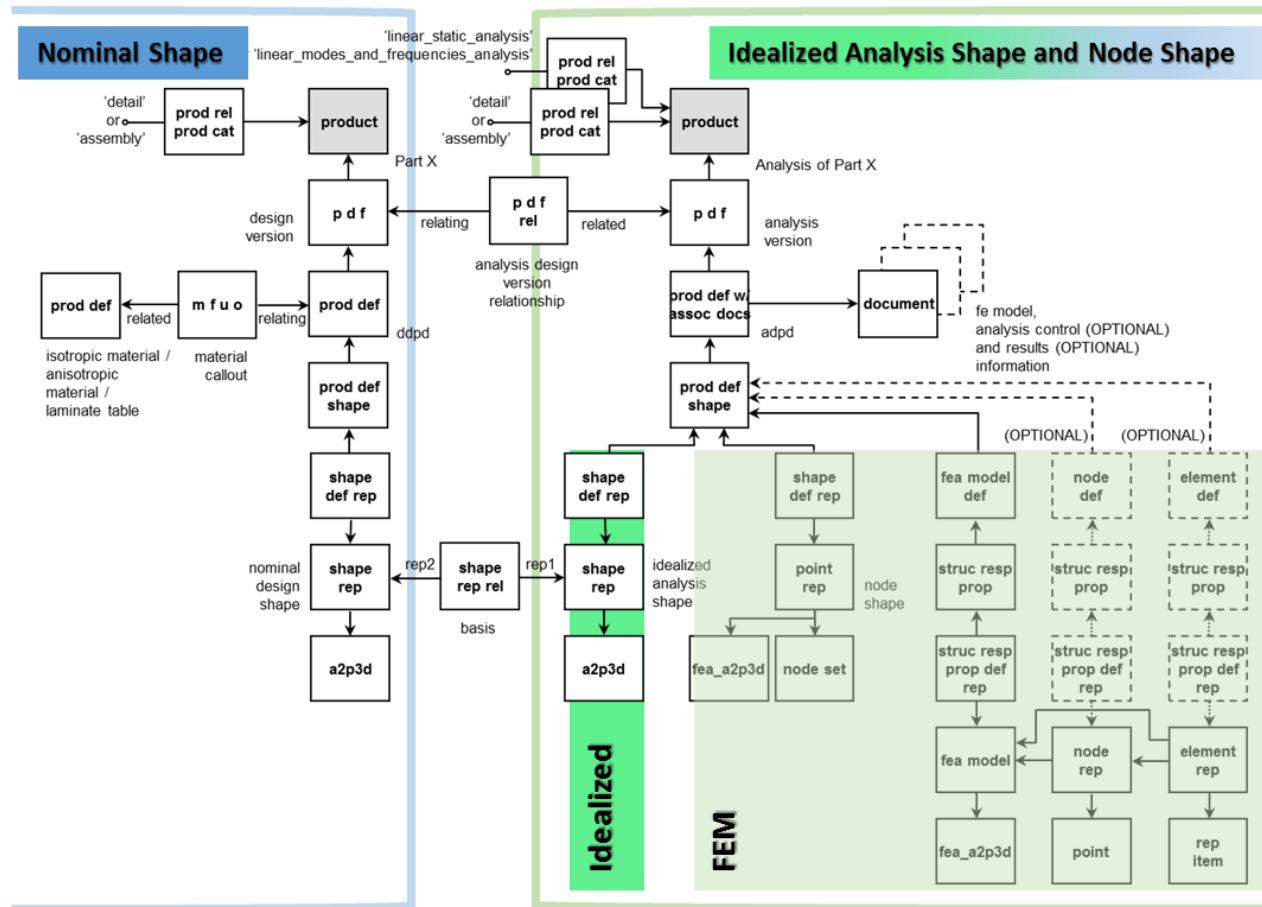 Nominal Shape
'linear_static_analysis'
'linear_modes_and_frequencies_analysis'
Idealized Analysis Shape and Node Shape
'detail'
or
'assembly'
prod rel
prod cat
product
Part X
prod rel
prod cat
'detail'
or
'assembly'
prod rel
prod cat
product
Analysis of Part X
design
version
p d f
relating
p d f
rel
related
p d f
analysis
version
analysis design
version
relationship
prod def
related
m f u o
relating
prod def
ddpd
isotropic material /
anisotropic
material /
laminate table
material
callout
prod def w/
assoc docs
adpd
document
fe model,
analysis control (OPTIONAL)
and results (OPTIONAL)
information
prod def
shape
prod def
shape
(OPTIONAL)
(OPTIONAL)
shape
def rep
shape
def rep
shape
def rep
fea model
def
node
def
element
def
nominal
design
shape
shape
rep
rep2
shape
rep rel
rep1
basis
shape
rep
idealized
analysis
shape
point
rep
node
shape
struc resp
prop
struc resp
prop
struc resp
prop
a2p3d
a2p3d
fea_a2p3d
node set
struc resp
prop def
rep
struc resp
prop def
rep
struc resp
prop def
rep
Idealized
FEM
fea model
node
rep
element
rep
fea_a2p3d
point
rep
item